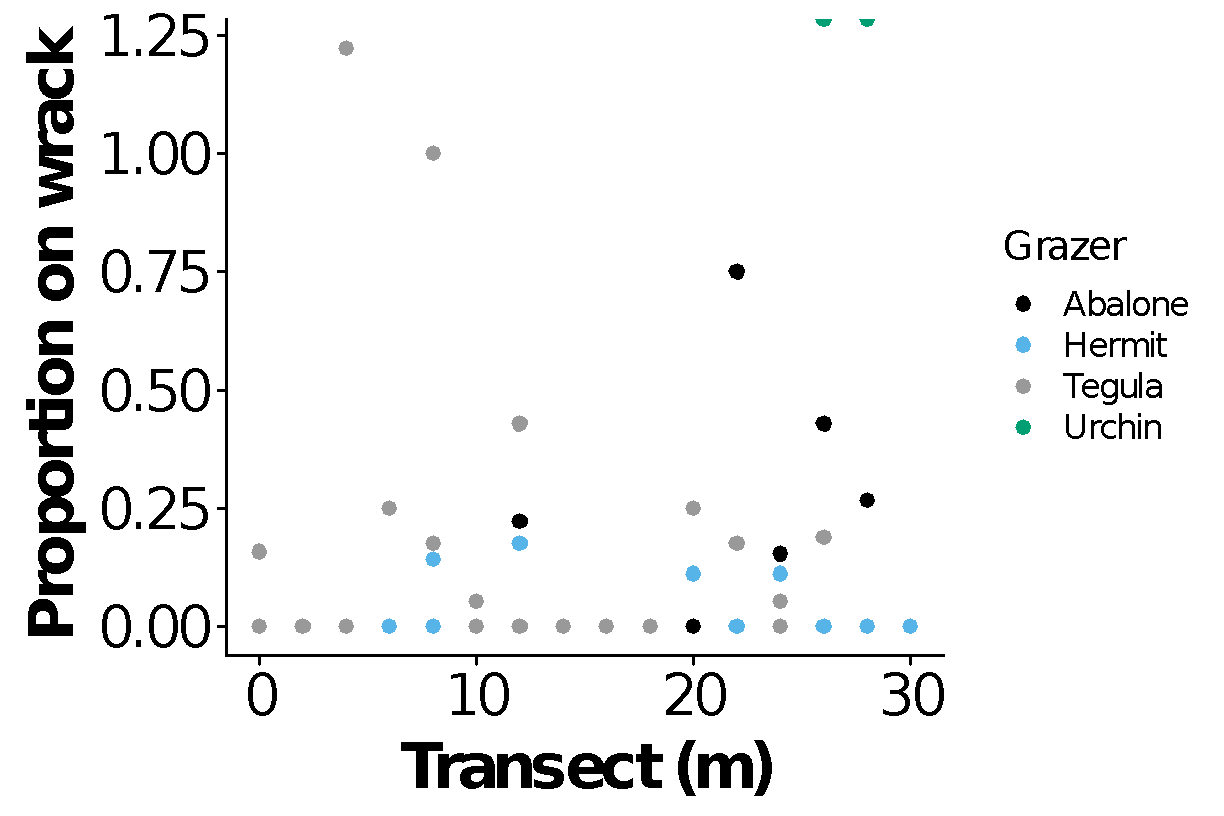 Proportion on wrack
1.25
1.00
0.75
0.50
0.25
0.00
0 10 20 30
Transect (m)
Grazer
Abalone
Hermit
Tegula
Urchin